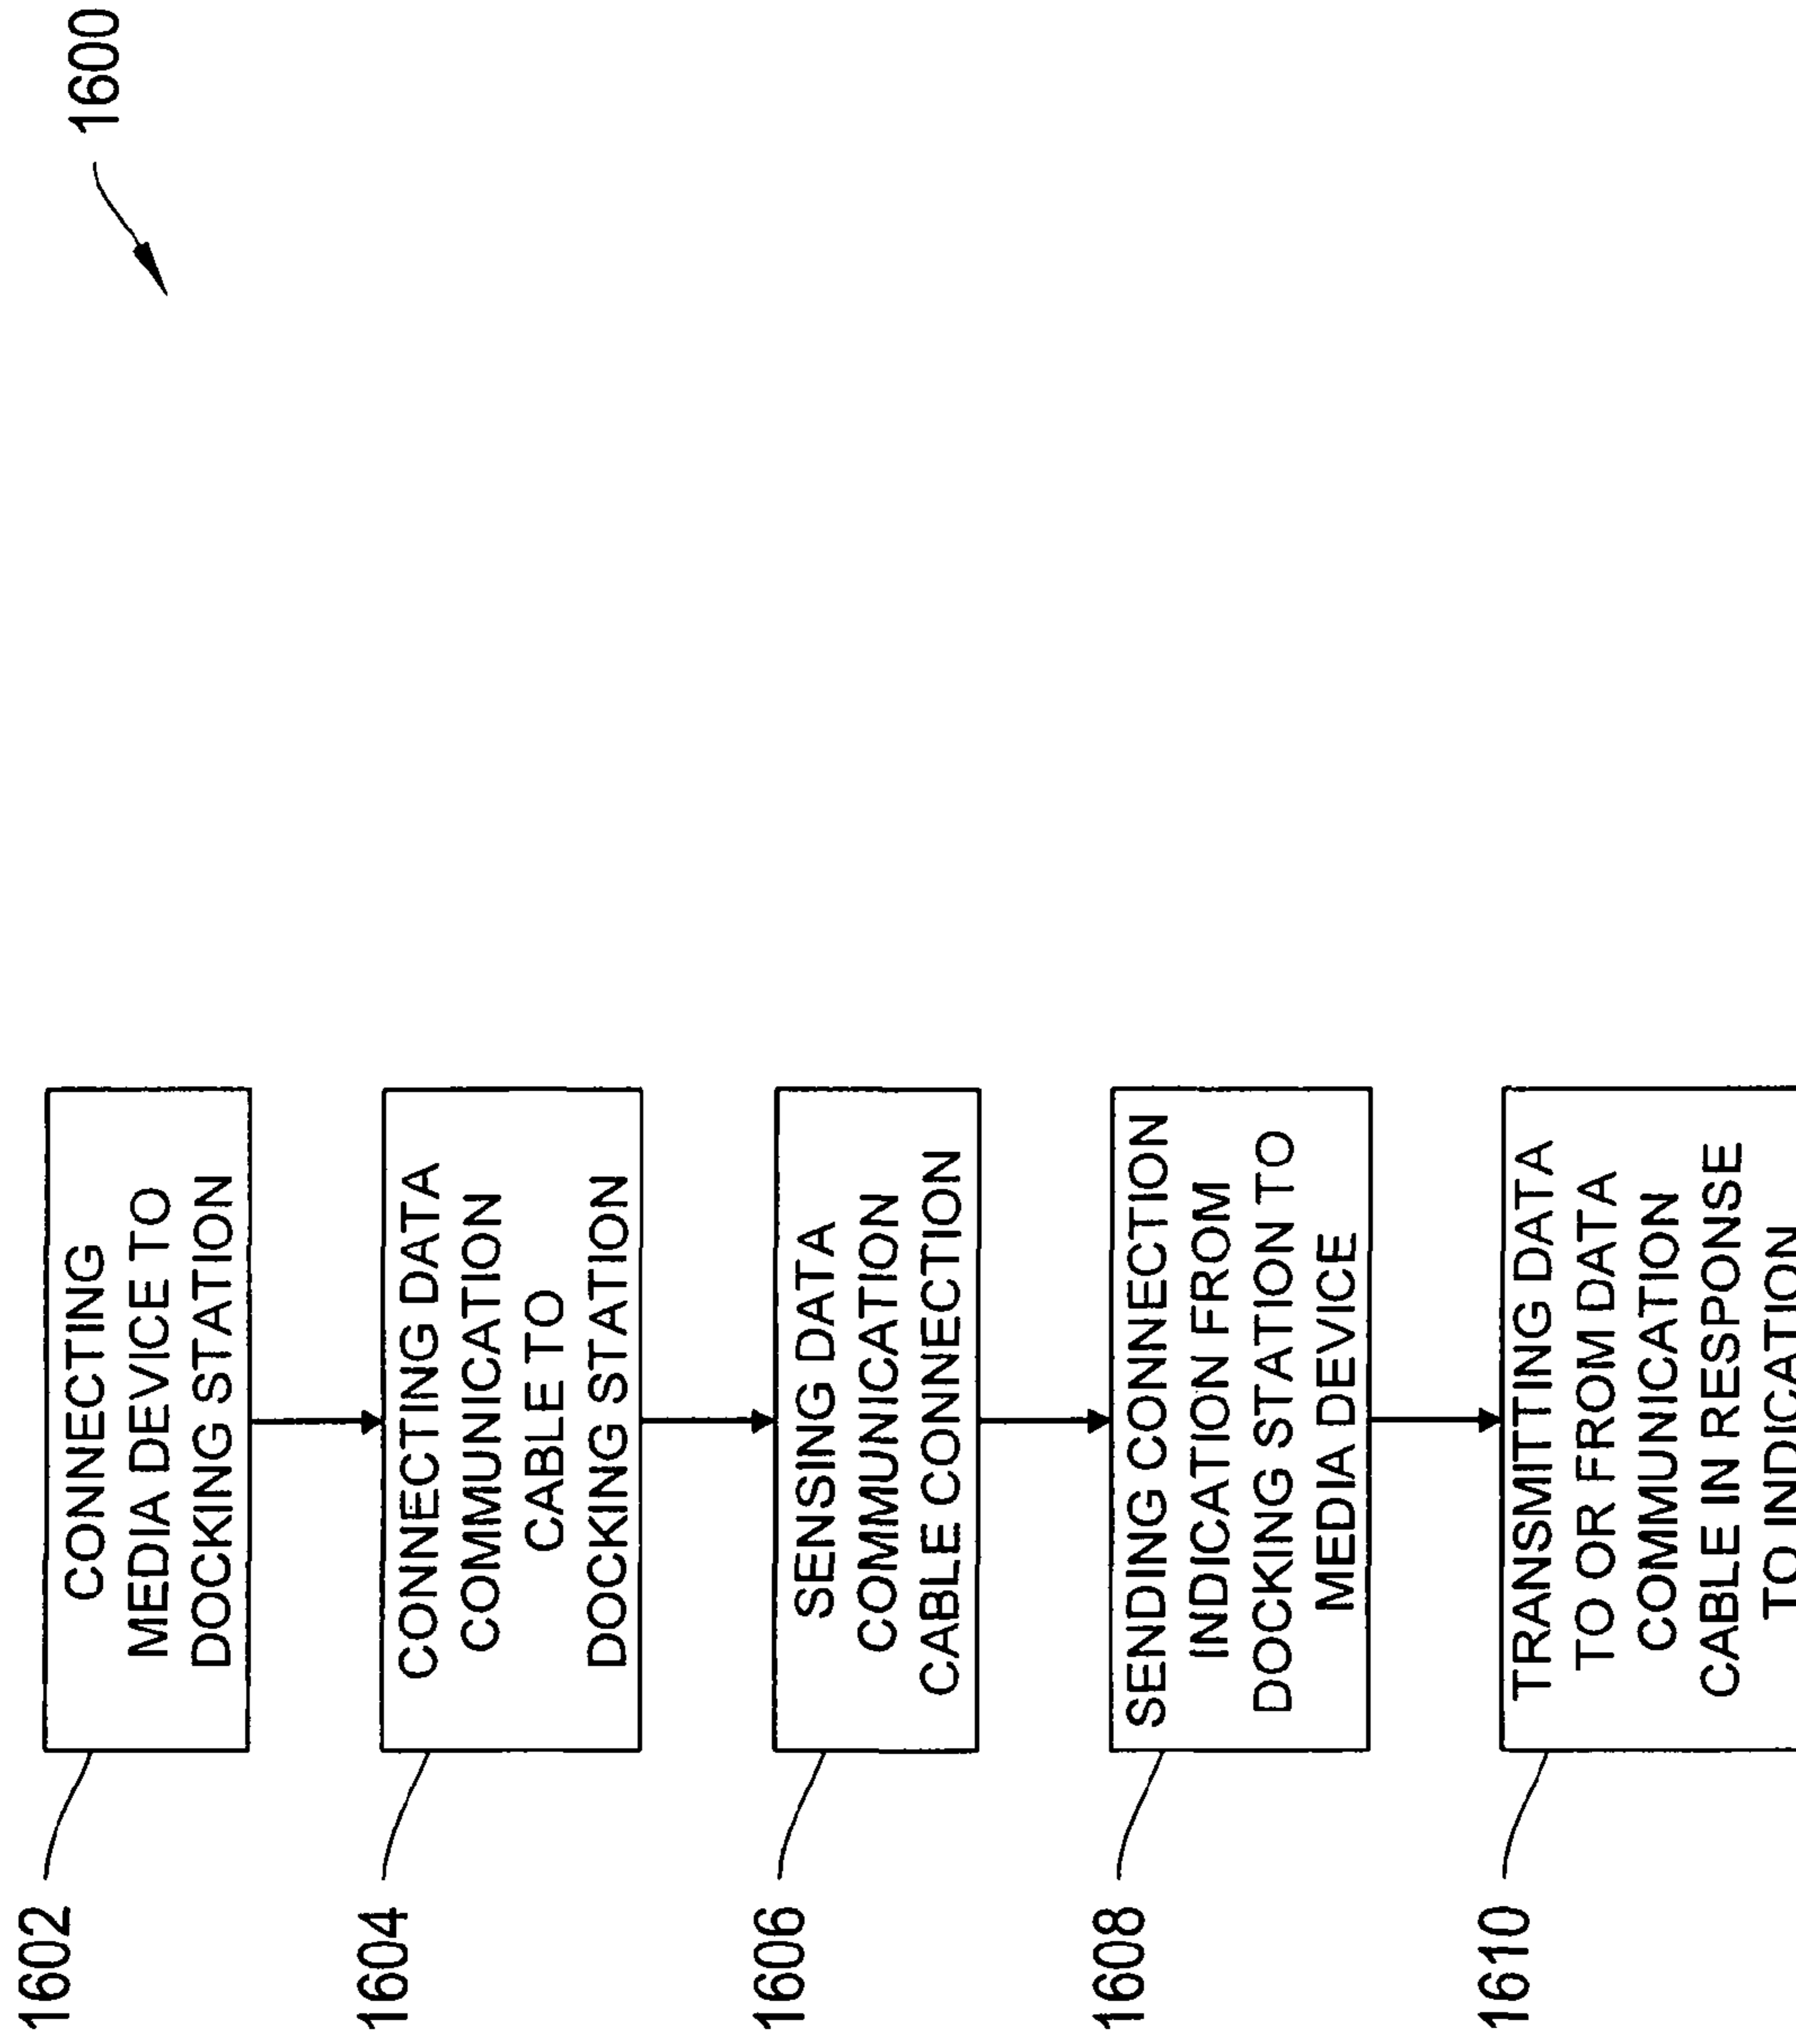 1600
1602
CONNECTING
MEDIA DEVICE TO
DOCKING STATION
1604
CONNECTING DATA
COMMUNICATION
CABLE TO
DOCKING STATION
1606
SENSING DATA
COMMUNICATION
CABLE CONNECTION
1608
SENDING CONNECTION
INDICATION FROM
DOCKING STATION TO
MEDIA DEVICE
1610
TRANSMITTING DATA
TO OR FROM DATA
COMMUNICATION
CABLE IN RESPONSE
TO INDICATION